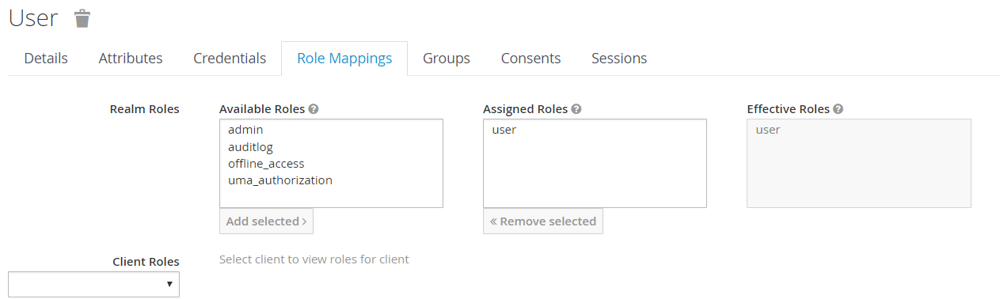 User
Details Attributes Credentials Role Mappings Groups Consents Sessions
Realm Roles Available Roles Assigned Roles Effective Roles
admin user user
auditlog
offline_access
uma_authorization
Add selected › « Remove selected
Client Roles Select client to view roles for client